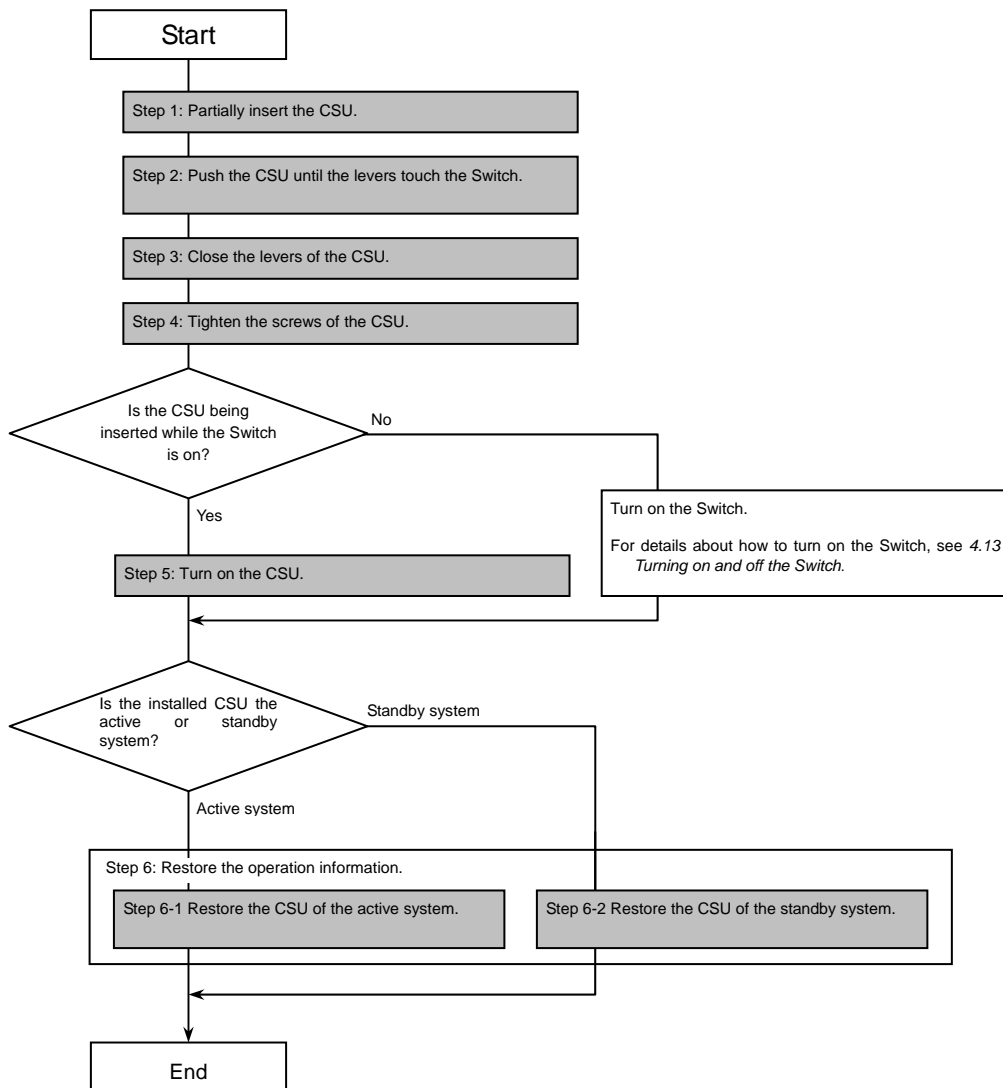 Start
Step 1: Partially insert the CSU.
Step 2: Push the CSU until the levers touch the Switch.
Step 3: Close the levers of the CSU.
Step 4: Tighten the screws of the CSU.
Is the CSU being
inserted while the Switch
is on?
No
Yes
Turn on the Switch.
For details about how to turn on the Switch, see 4.13
Turning on and off the Switch.
Step 5: Turn on the CSU.
Is the installed CSU the
active or standby
system?
Standby system
Active system
Step 6: Restore the operation information.
Step 6-1 Restore the CSU of the active system.
Step 6-2 Restore the CSU of the standby system.
End